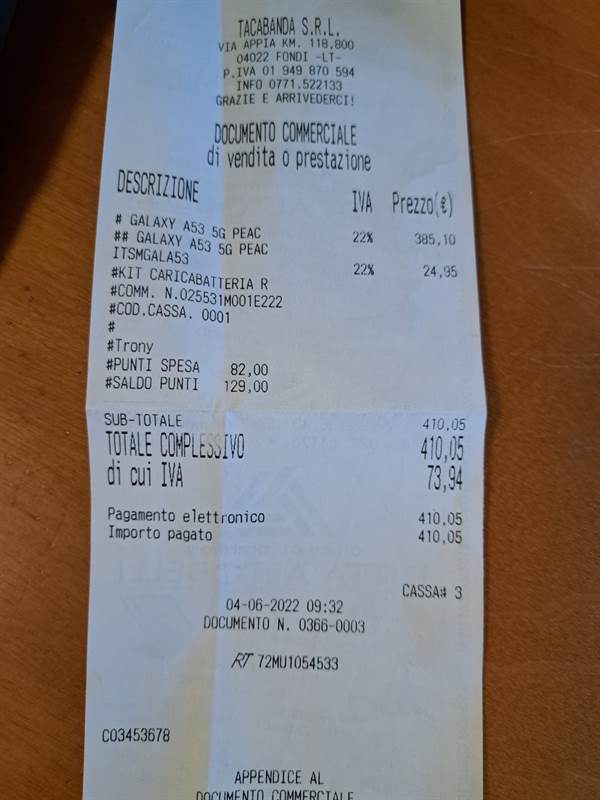 TACABANDA S.R.L.
VIA APPIA KM. 118,800
04022 FONDI -LT-
P.IVA 01 949 870 594
INFO 0771.522133
GRAZIE E ARRIVEDERCI!
DOCUMENTO COMMERCIALE
di vendita o prestazione
DESCRIZIONE IVA Prezzo(€)
# GALAXY A53 5G PEAC 22% 385,10
## GALAXY A53 5G PEAC
ITSMGALA53 22% 24,95
#KIT CARICABATTERIA R
#COMM. N.025531M001E222
#COD.CASSA. 0001
#
#Trony
#PUNTI SPESA 82,00
#SALDO PUNTI 129,00
SUB-TOTALE 410,05
TOTALE COMPLESSIVO 410,05
di cui IVA 73,94
Pagamento elettronico 410,05
Importo pagato 410,05
CASSA# 3
04-06-2022 09:32
DOCUMENTO N. 0366-0003
RT 72MU1054533
C03453678
APPENDICE AL
DOCUMENTO COMMERCIALE